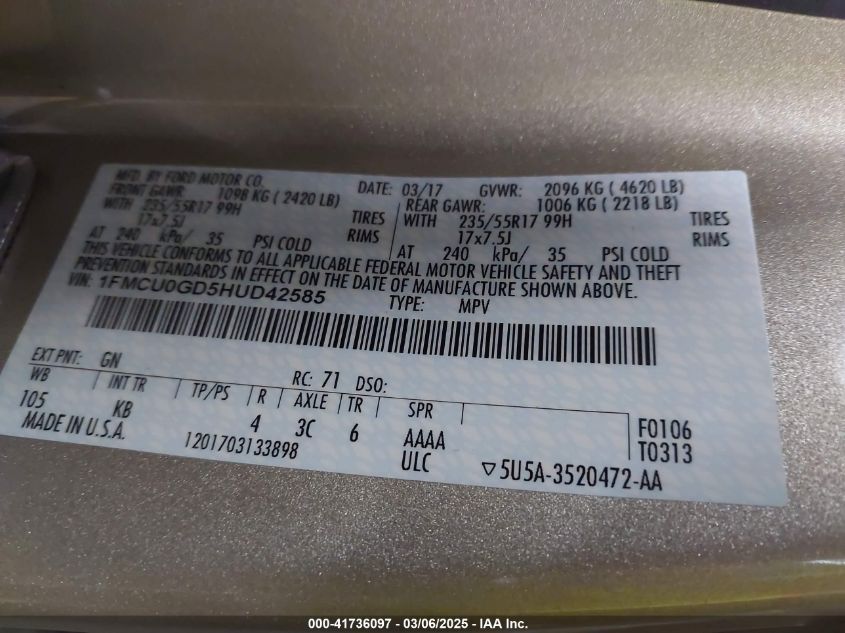 MFD. BY FORD MOTOR CO.
DATE: 03/17 GVWR: 2096 KG ( 4620 LB)
FRONT GAWR: 1098 KG ( 2420 LB) REAR GAWR: 1006 KG ( 2218 LB)
WITH 235/55R17 99H TIRES WITH 235/55R17 99H TIRES
17x7.5J RIMS 17x7.5J RIMS
AT 240 kPa/ 35 PSI COLD AT 240 kPa/ 35 PSI COLD
THIS VEHICLE CONFORMS TO ALL APPLICABLE FEDERAL MOTOR VEHICLE SAFETY AND THEFT
PREVENTION STANDARDS IN EFFECT ON THE DATE OF MANUFACTURE SHOWN ABOVE.
VIN: 1FMCU0GD5HUD42585 TYPE: MPV
EXT PNT: GN RC: 71 DSO:
WB INT TR TP/PS R AXLE TR SPR
105 KB 4 3C 6 AAAA F0106
MADE IN U.S.A. 1201703133898 ULC T0313
▽5U5A-3520472-AA
000-41736097 - 03/06/2025 - IAA Inc.